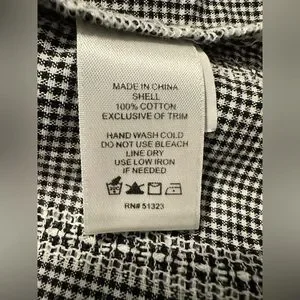 MADE IN CHINA
SHELL
100% COTTON
EXCLUSIVE OF TRIM
HAND WASH COLD
DO NOT USE BLEACH
LINE DRY
USE LOW IRON
IF NEEDED
RN# 51323